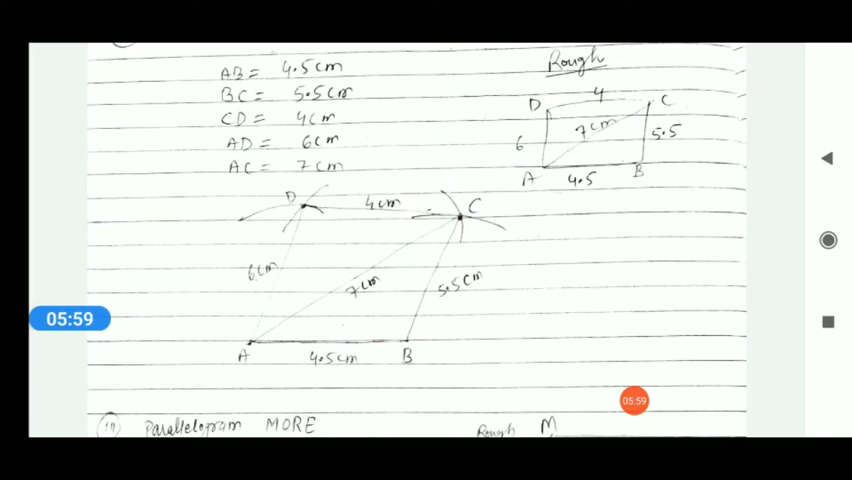 AB = 4.5cm
BC = 5.5cm
CD = 4cm
AD = 6cm
AC = 7cm
Rough
D
4
C
6
7cm
5.5
A
4.5
B
D
4cm
C
6cm
7cm
5.5cm
A
4.5cm
B
05:59
05:59
Parallelogram MORE
Rough M